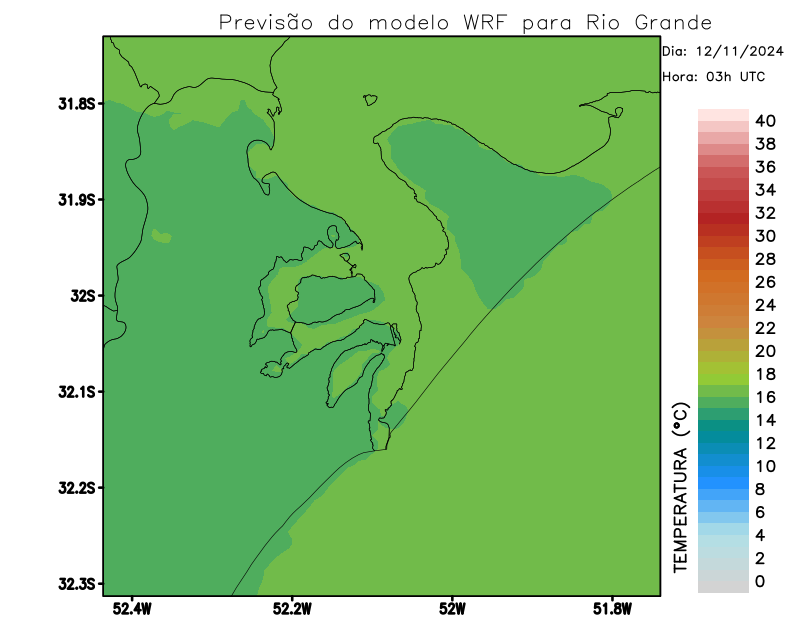 Previsão do modelo WRF para Rio Grande
Dia: 12/11/2024
Hora: 03h UTC
31.8S
31.9S
32S
32.1S
32.2S
32.3S
52.4W
52.2W
52W
51.8W
TEMPERATURA (°C)
40
38
36
34
32
30
28
26
24
22
20
18
16
14
12
10
8
6
4
2
0